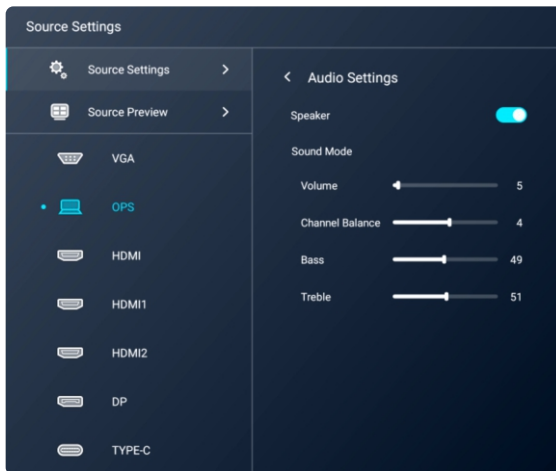 Source Settings
Source Settings
Source Preview
VGA
OPS
HDMI
HDMI1
HDMI2
DP
TYPE-C
Audio Settings
Speaker
Sound Mode
Volume 5
Channel Balance 4
Bass 49
Treble 51